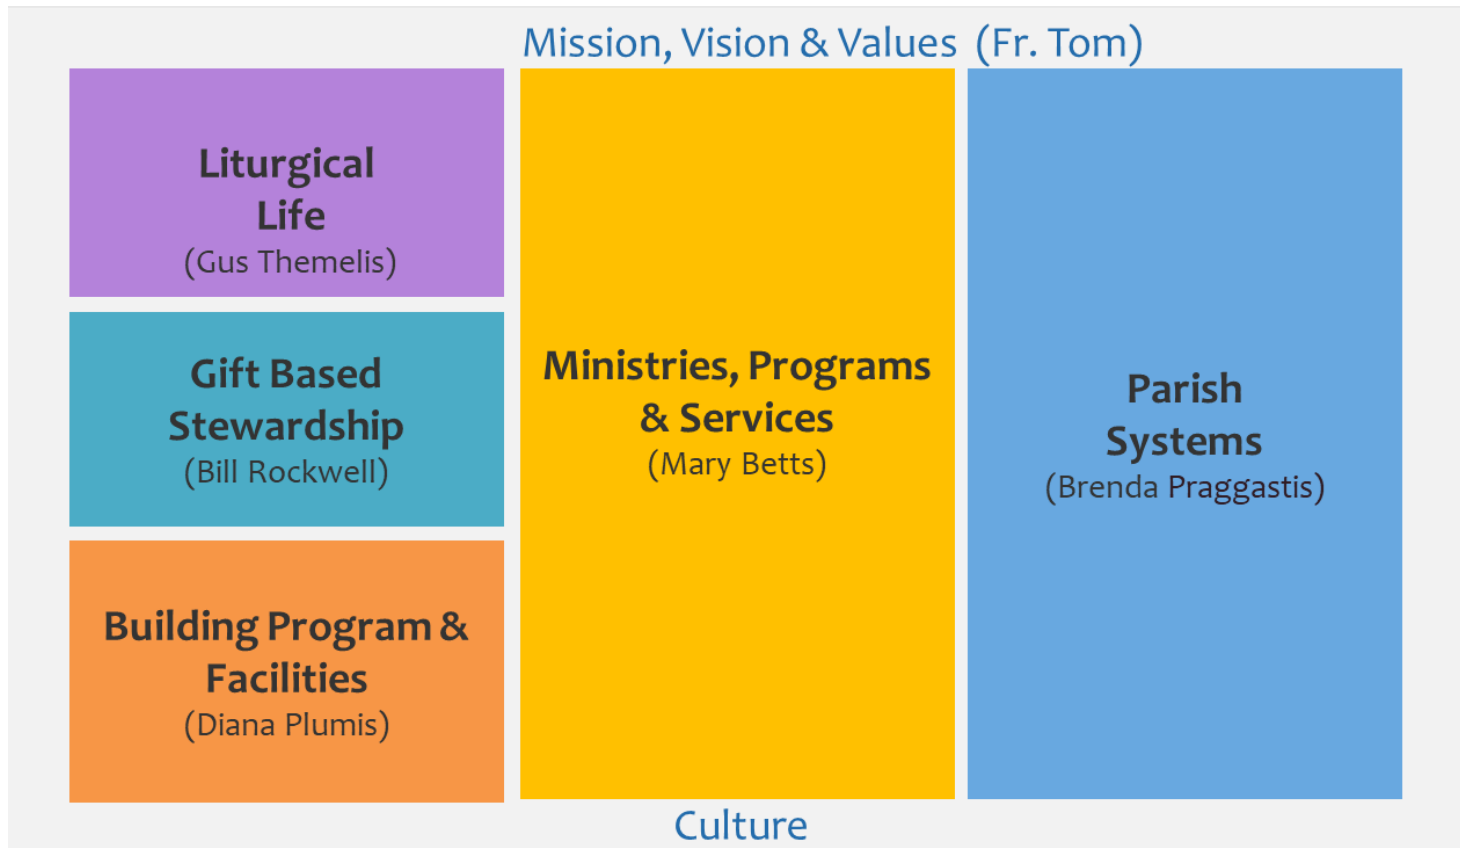 Mission, Vision & Values (Fr. Tom)
Liturgical
Life
(Gus Themelis)
Gift Based
Stewardship
(Bill Rockwell)
Building Program &
Facilities
(Diana Plumis)
Ministries, Programs
& Services
(Mary Betts)
Parish
Systems
(Brenda Praggastis)
Culture